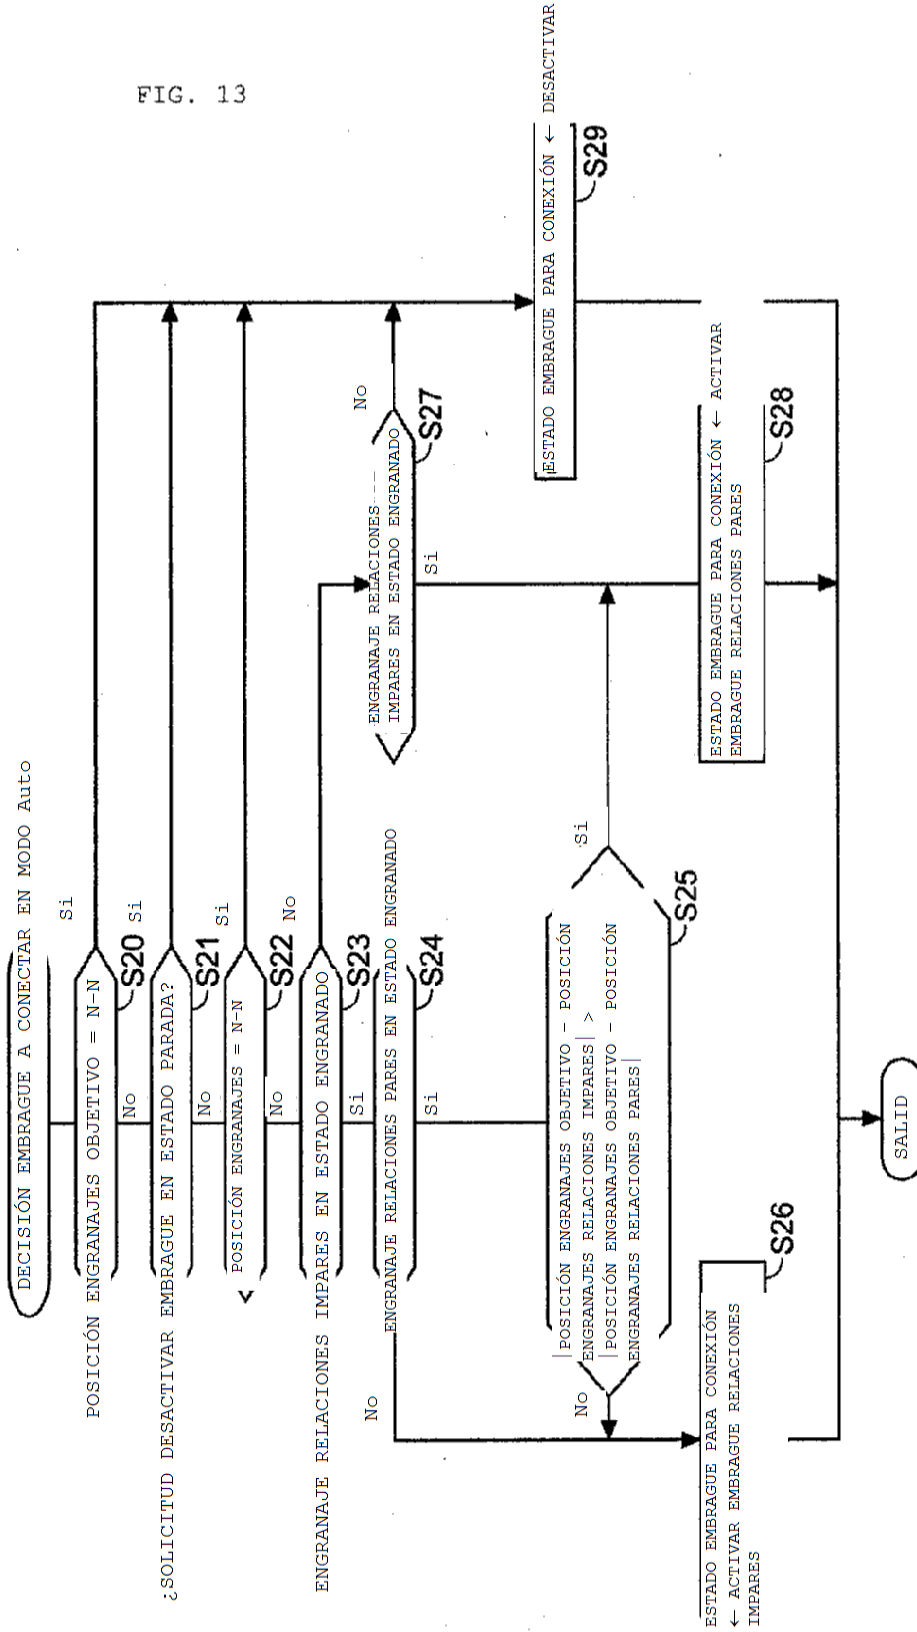 FIG. 13
DECISIÓN EMBRAGUE A CONECTAR EN MODO Auto
POSICIÓN ENGRANAJES OBJETIVO = N-N
Si
S20
No
¿SOLICITUD DESACTIVAR EMBRAGUE EN ESTADO PARADA?
Si
S21
No
POSICIÓN ENGRANAJES = N-N
Si
S22
No
ENGRANAJE RELACIONES IMPARES EN ESTADO ENGRANADO
No
S23
Si
ENGRANAJE RELACIONES PARES EN ESTADO ENGRANADO
S24
No
Si
ENGRANAJE RELACIONES
IMPARES EN ESTADO ENGRANADO
No
S27
Si
|POSICIÓN ENGRANAJES OBJETIVO - POSICIÓN
ENGRANAJES RELACIONES IMPARES| >
|POSICIÓN ENGRANAJES OBJETIVO - POSICIÓN
ENGRANAJES RELACIONES PARES|
No
Si
S25
ESTADO EMBRAGUE PARA CONEXIÓN ← DESACTIVAR
S29
ESTADO EMBRAGUE PARA CONEXIÓN
← ACTIVAR EMBRAGUE RELACIONES
IMPARES
S26
ESTADO EMBRAGUE PARA CONEXIÓN ← ACTIVAR
EMBRAGUE RELACIONES PARES
S28
SALID